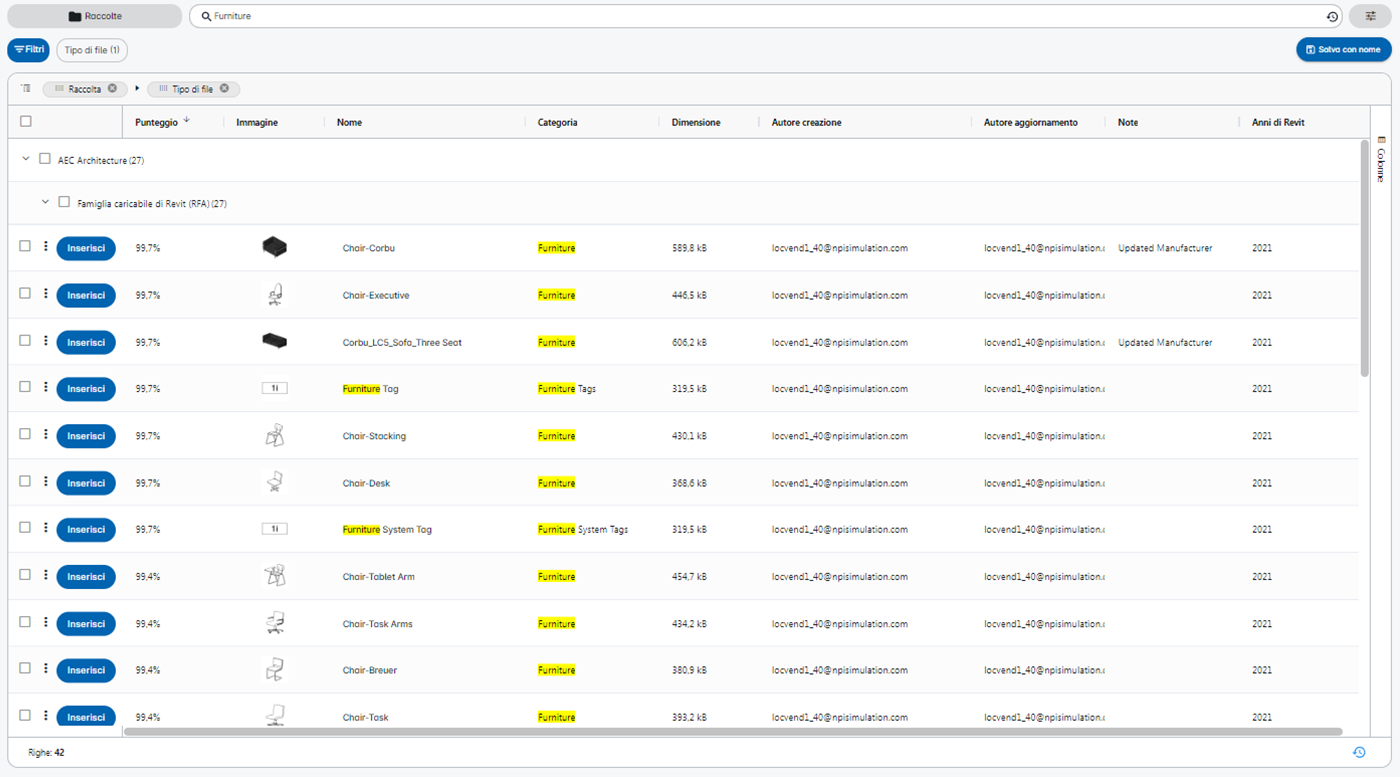 Raccolte
Furniture
Filtri
Tipo di file (1)
Salva con nome
Raccolta
Tipo di file
Punteggio Immagine Nome Categoria Dimensione Autore creazione Autore aggiornamento Note Anni di Revit
Colonne
AEC Architecture (27)
Famiglia caricabile di Revit (RFA) (27)
Inserisci 99,7% Chair-Corbu Furniture 589,8 kB locvend1_40@npisimulation.com locvend1_40@npisimulation.c Updated Manufacturer 2021
Inserisci 99,7% Chair-Executive Furniture 446,5 kB locvend1_40@npisimulation.com locvend1_40@npisimulation.c 2021
Inserisci 99,7% Corbu_LC5_Sofa_Three Seat Furniture 606,2 kB locvend1_40@npisimulation.com locvend1_40@npisimulation.c Updated Manufacturer 2021
Inserisci 99,7% 1i Furniture Tag Furniture Tags 319,5 kB locvend1_40@npisimulation.com locvend1_40@npisimulation.c 2021
Inserisci 99,7% Chair-Stacking Furniture 430,1 kB locvend1_40@npisimulation.com locvend1_40@npisimulation.c 2021
Inserisci 99,7% Chair-Desk Furniture 368,6 kB locvend1_40@npisimulation.com locvend1_40@npisimulation.c 2021
Inserisci 99,7% 1i Furniture System Tag Furniture System Tags 319,5 kB locvend1_40@npisimulation.com locvend1_40@npisimulation.c 2021
Inserisci 99,4% Chair-Tablet Arm Furniture 454,7 kB locvend1_40@npisimulation.com locvend1_40@npisimulation.c 2021
Inserisci 99,4% Chair-Task Arms Furniture 434,2 kB locvend1_40@npisimulation.com locvend1_40@npisimulation.c 2021
Inserisci 99,4% Chair-Breuer Furniture 380,9 kB locvend1_40@npisimulation.com locvend1_40@npisimulation.c 2021
Inserisci 99,4% Chair-Task Furniture 393,2 kB locvend1_40@npisimulation.com locvend1_40@npisimulation.c 2021
Righe: 42